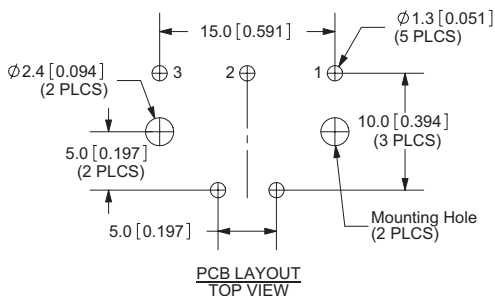 15.0 [0.591]
∅1.3 [0.051]
(5 PLCS)
∅2.4 [0.094]
(2 PLCS)
3
2
1
10.0 [0.394]
(3 PLCS)
5.0 [0.197]
(2 PLCS)
5.0 [0.197]
Mounting Hole
(2 PLCS)
PCB LAYOUT
TOP VIEW